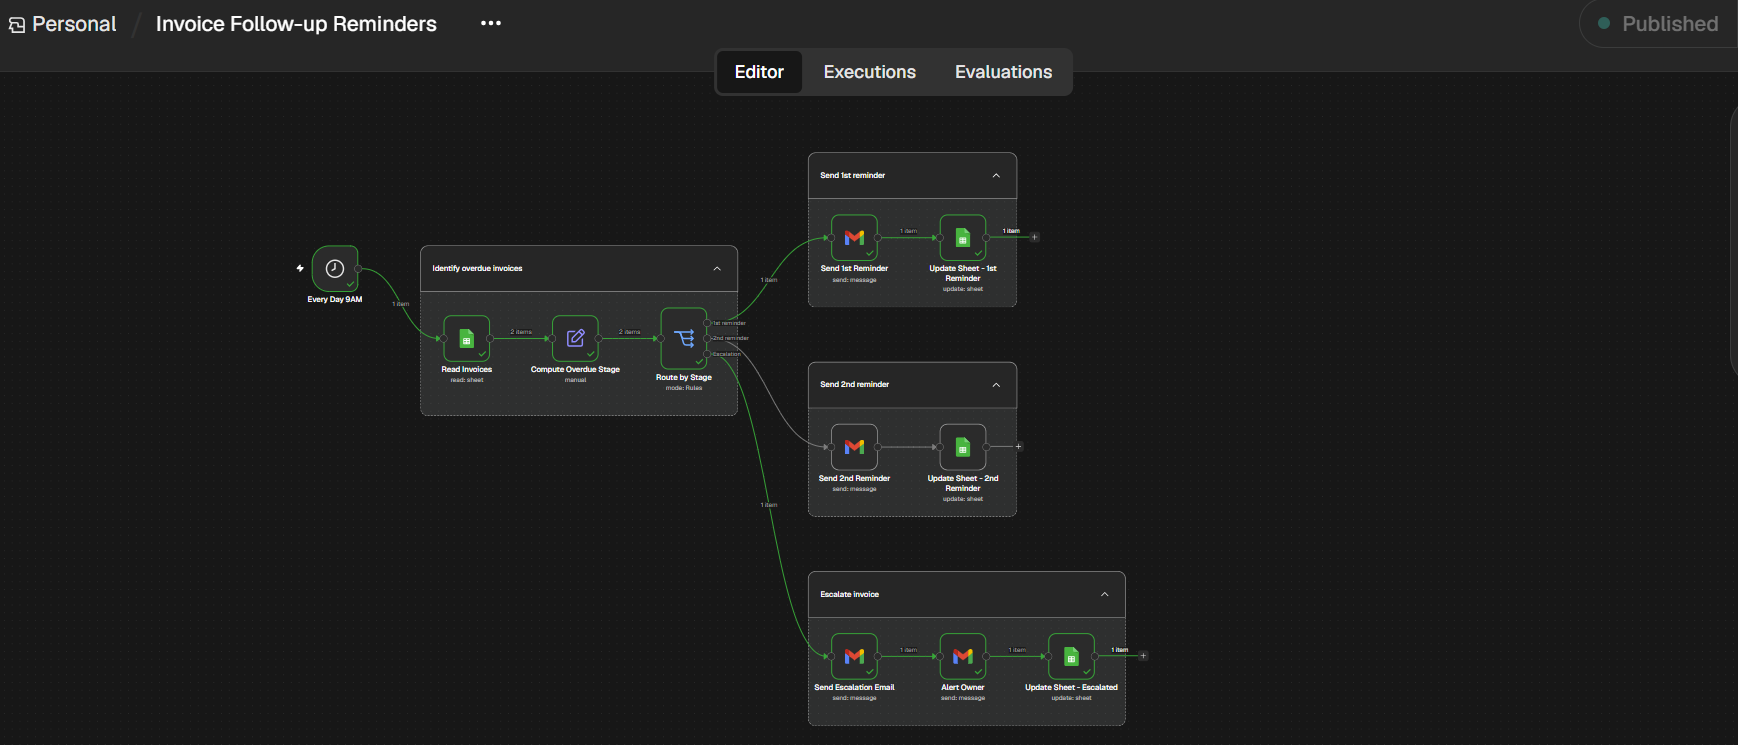 Personal / Invoice Follow-up Reminders •••
Published
Editor Executions Evaluations
Send 1st reminder
1 item
1 item
Send 1st Reminder
send: message
Update Sheet - 1st
Reminder
update: sheet
Every Day 9AM
1 item
Identify overdue invoices
2 items
2 items
Read Invoices
read: sheet
Compute Overdue Stage
manual
Route by Stage
mode: Rules
1st reminder
2nd reminder
Escalation
1 item
Send 2nd reminder
Send 2nd Reminder
send: message
Update Sheet - 2nd
Reminder
update: sheet
1 item
Escalate invoice
1 item
1 item
1 item
Send Escalation Email
send: message
Alert Owner
send: message
Update Sheet - Escalated
update: sheet